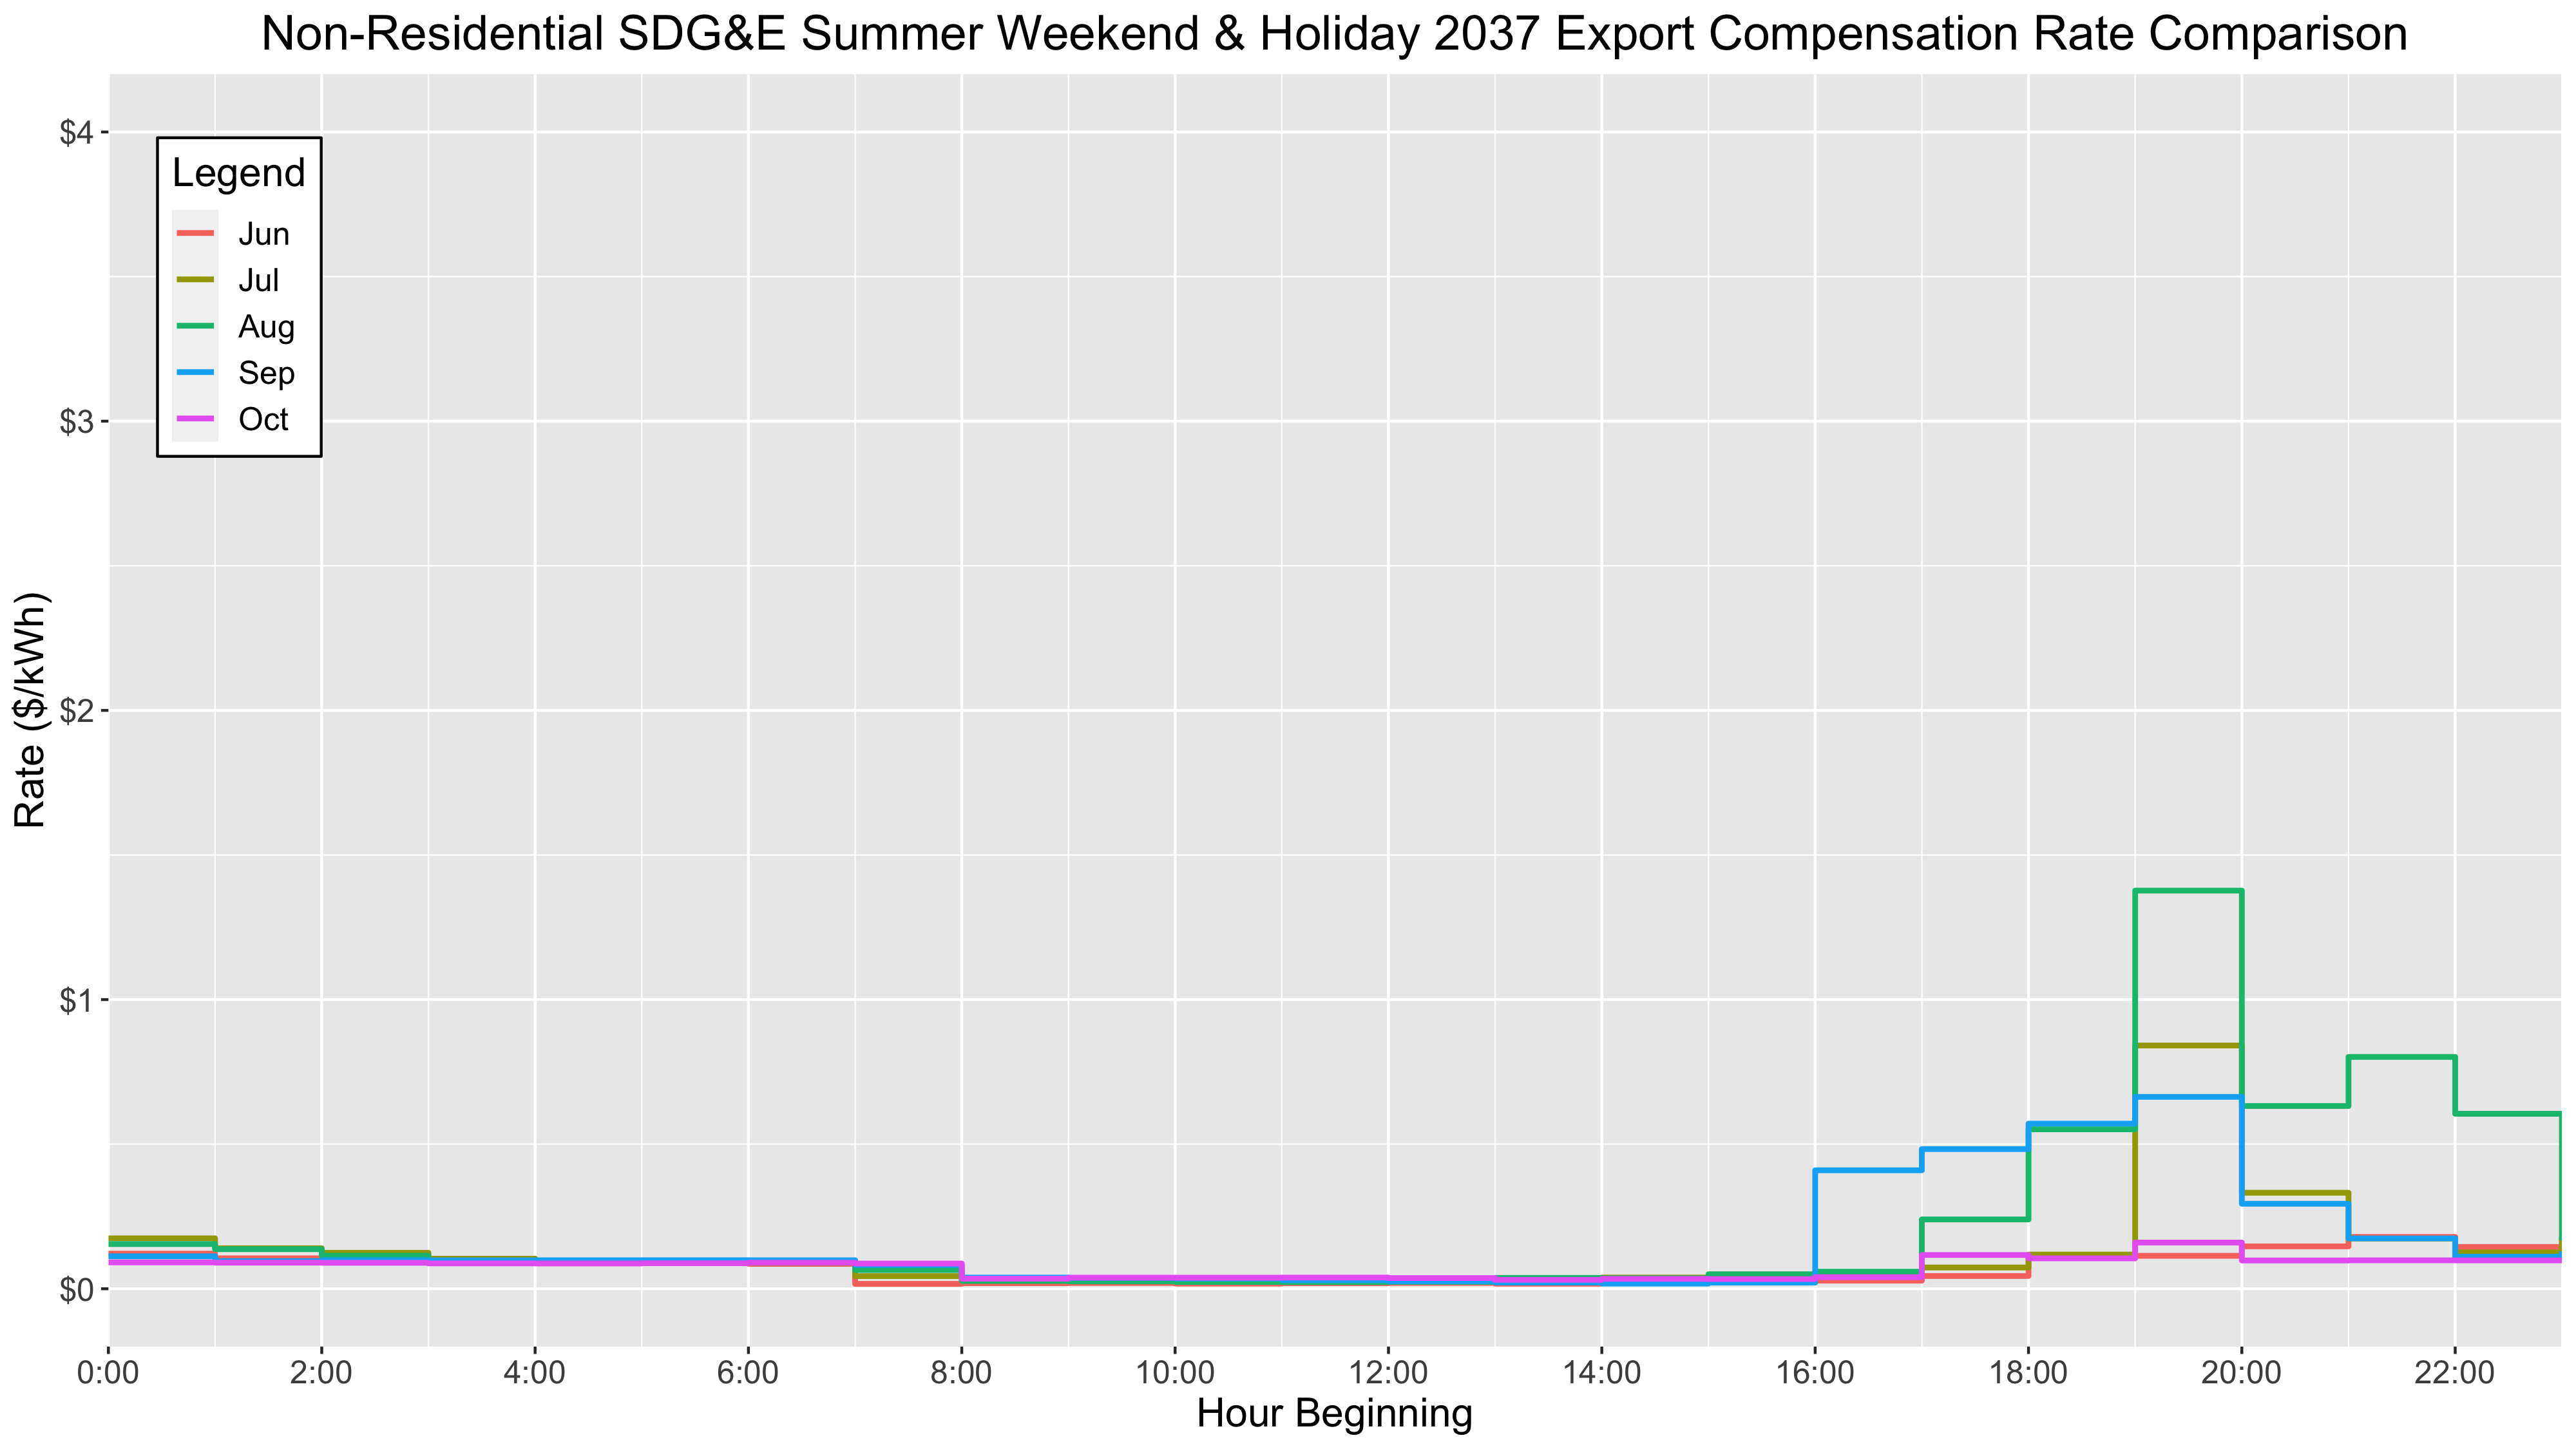 Non-Residential SDG&E Summer Weekend & Holiday 2037 Export Compensation Rate Comparison
$4
Legend
Jun
Jul
Aug
Sep
Oct
$3
Rate ($/kWh)
$2
$1
$0
0:00 2:00 4:00 6:00 8:00 10:00 12:00 14:00 16:00 18:00 20:00 22:00
Hour Beginning